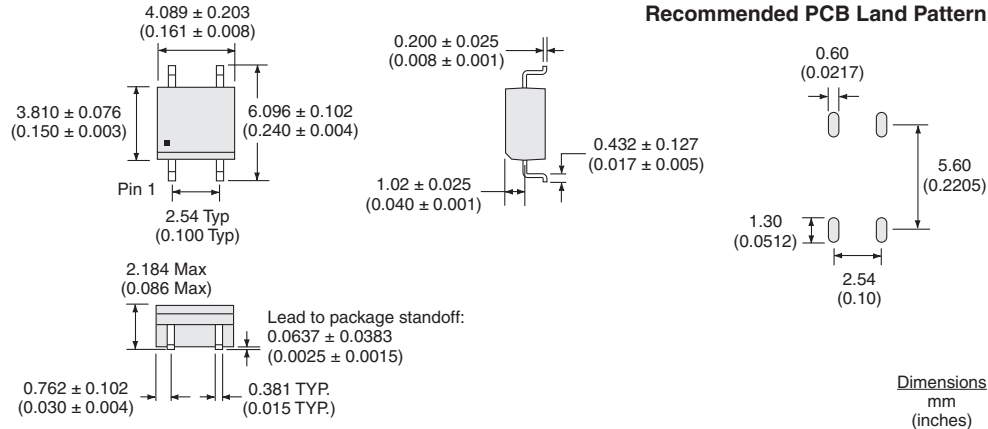 Recommended PCB Land Pattern
4.089 ± 0.203
(0.161 ± 0.008)
3.810 ± 0.076
(0.150 ± 0.003)
6.096 ± 0.102
(0.240 ± 0.004)
Pin 1
2.54 Typ
(0.100 Typ)
0.200 ± 0.025
(0.008 ± 0.001)
0.432 ± 0.127
(0.017 ± 0.005)
1.02 ± 0.025
(0.040 ± 0.001)
0.60
(0.0217)
5.60
(0.2205)
1.30
(0.0512)
2.54
(0.10)
2.184 Max
(0.086 Max)
Lead to package standoff:
0.0637 ± 0.0383
(0.0025 ± 0.0015)
0.762 ± 0.102
(0.030 ± 0.004)
0.381 TYP.
(0.015 TYP.)
Dimensions
mm
(inches)